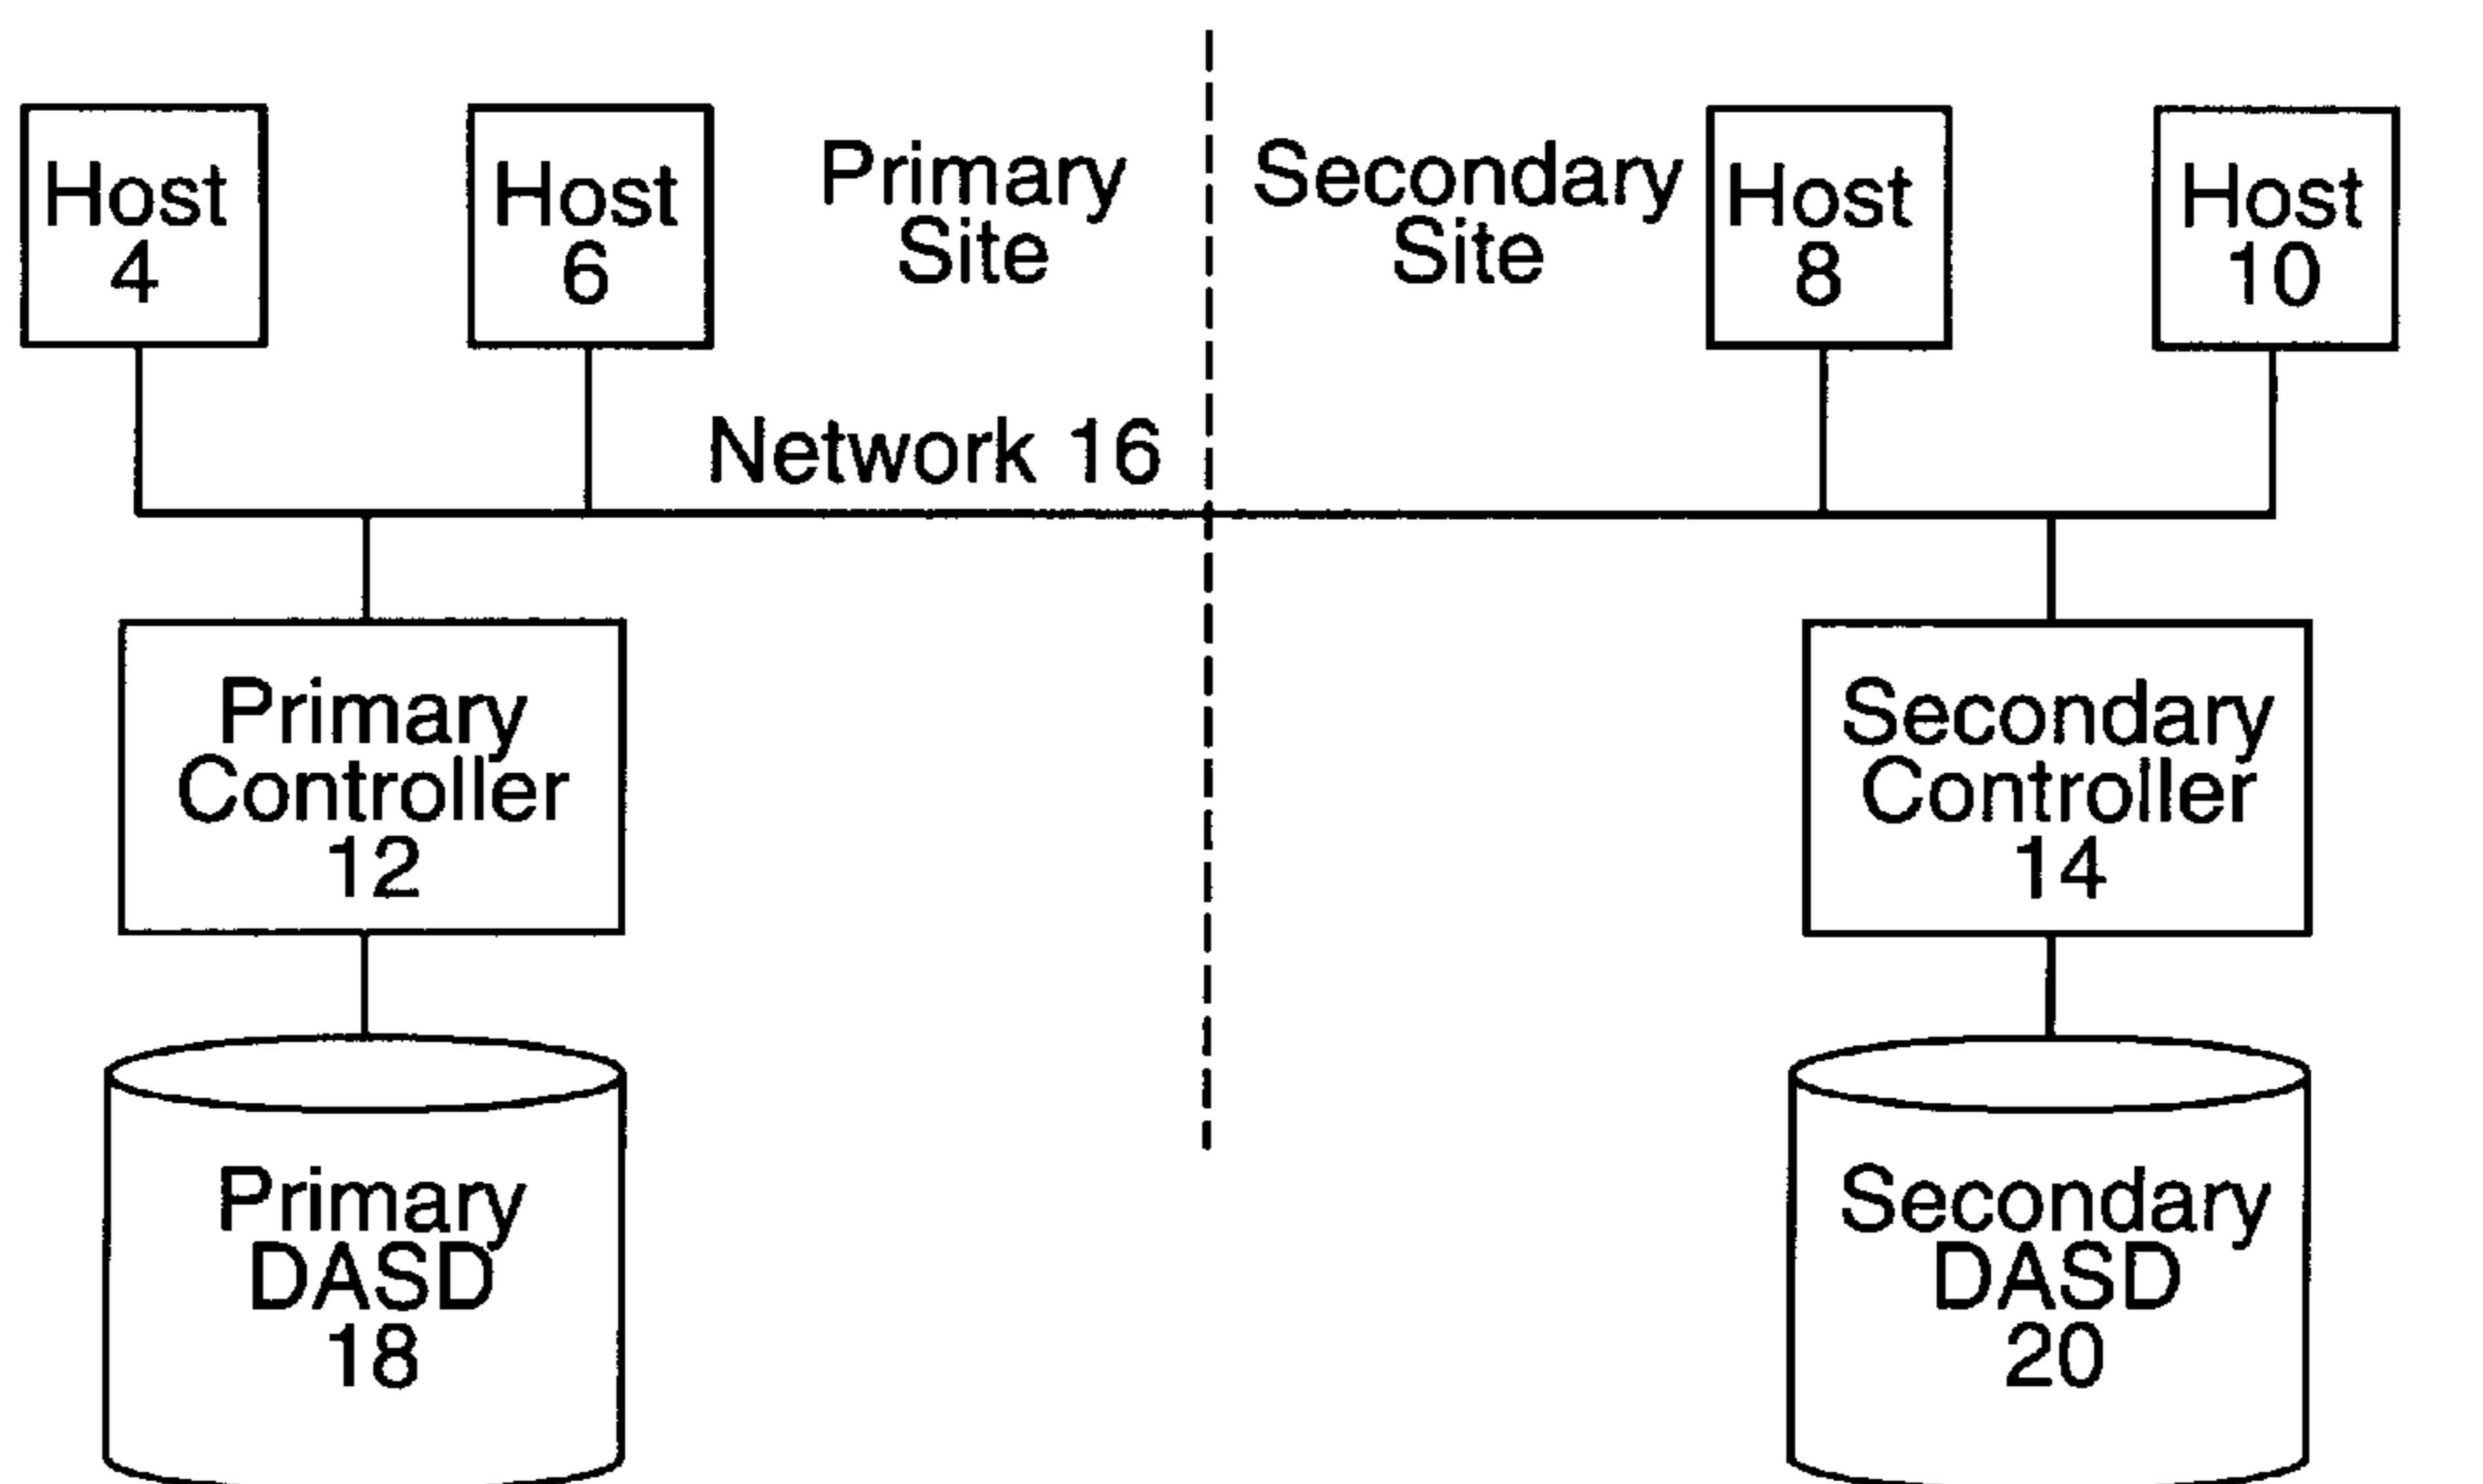 Host
4
Host
6
Primary
Site
Secondary
Site
Host
8
Host
10
Network 16
Primary
Controller
12
Secondary
Controller
14
Primary
DASD
18
Secondary
DASD
20